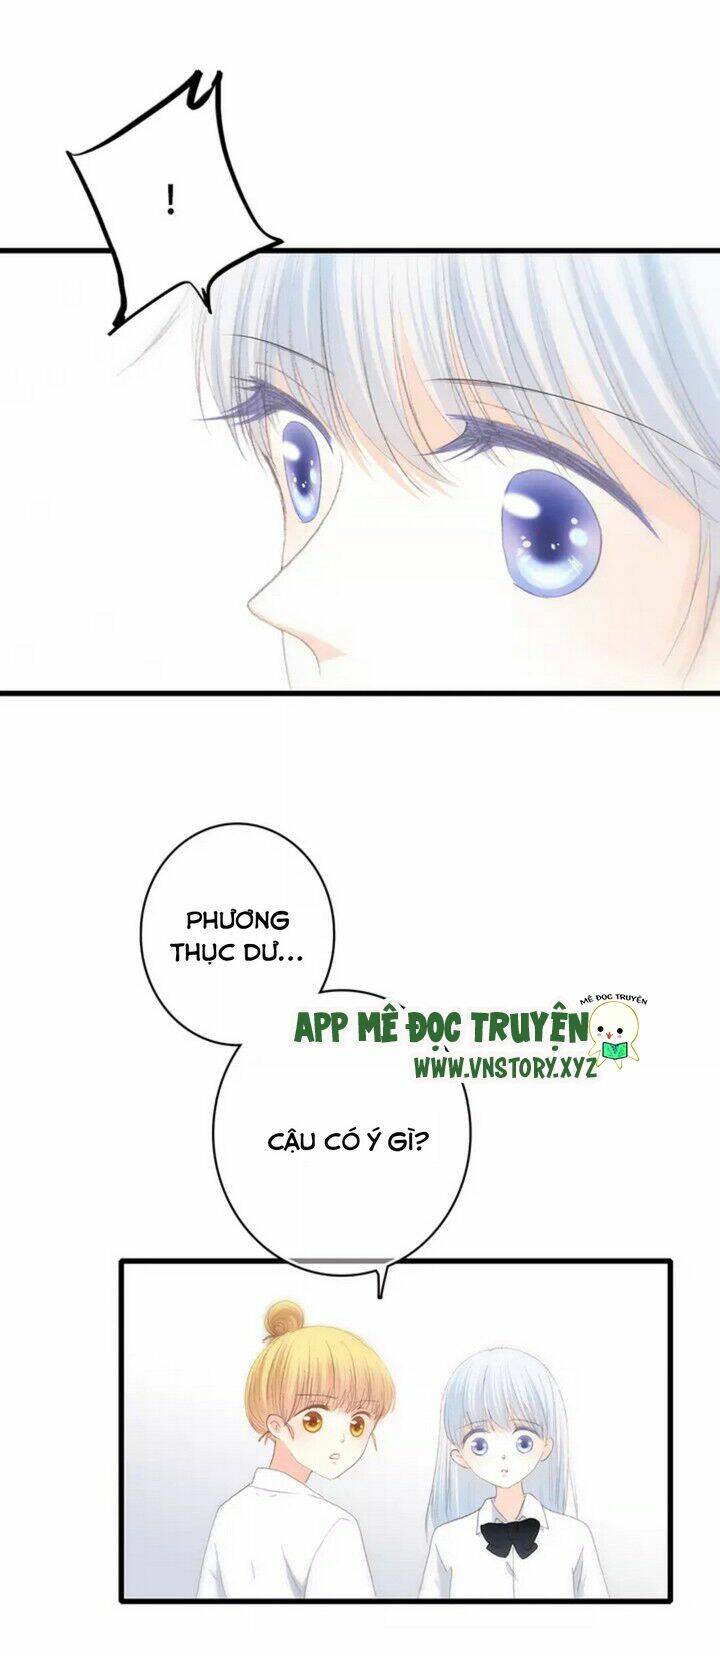 !
PHƯƠNG
THỤC DƯ...
MÊ ĐỌC TRUYỆN
APP MÊ ĐỌC TRUYỆN
WWW.VNSTORY.XYZ
CẬU CÓ Ý GÌ?